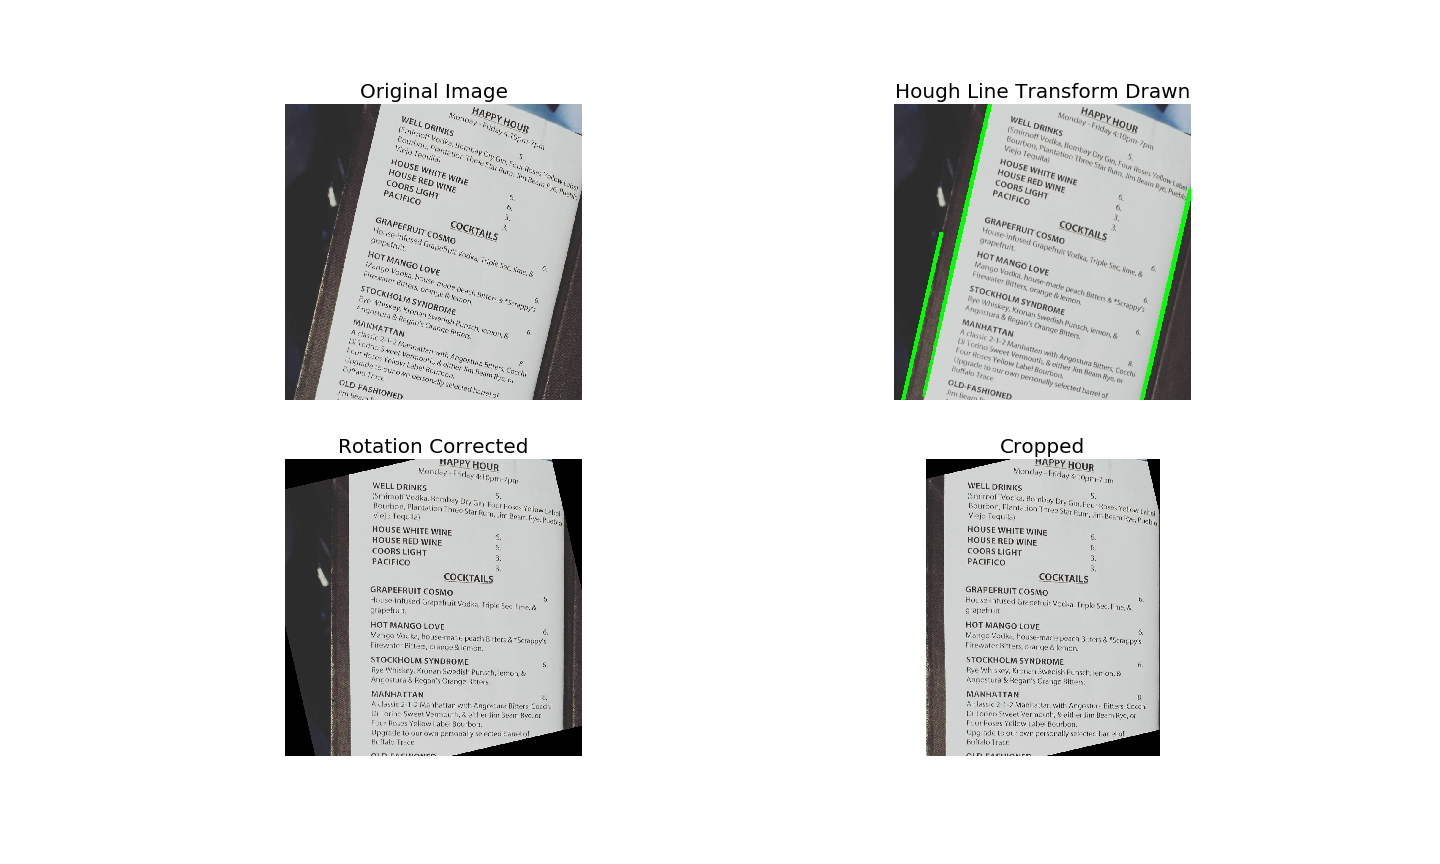 Original Image
HAPPY HOUR
Monday - Friday 4:10pm-7pm
WELL DRINKS
5.
(Smirnoff Vodka, Bombay Dry Gin, Four Roses Yellow Label
Bourbon, Plantation Three Star Rum, Jim Beam Rye, Pueblo
Viejo Tequila)
HOUSE WHITE WINE
6.
HOUSE RED WINE
6.
COORS LIGHT
3.
PACIFICO
3.
COCKTAILS
GRAPEFRUIT COSMO
6.
House-infused Grapefruit Vodka, Triple Sec, lime, &
grapefruit.
HOT MANGO LOVE
6.
Mango Vodka, house-made peach Bitters & *Scrappy's
Firewater Bitters, orange & lemon.
STOCKHOLM SYNDROME
6.
Rye Whiskey, Kronan Swedish Punsch, lemon, &
Angostura & Regan's Orange Bitters.
MANHATTAN
8.
A classic 2-1-2 Manhattan with Angostura Bitters, Cocchi
Di Torino Sweet Vermouth, & either Jim Beam Rye, or
Four Roses Yellow Label Bourbon.
Upgrade to our own personally selected barrel of
Buffalo Trace
OLD-FASHIONED
Jim Beam
Hough Line Transform Drawn
HAPPY HOUR
Monday - Friday 4:10pm-7pm
WELL DRINKS
5.
(Smirnoff Vodka, Bombay Dry Gin, Four Roses Yellow Label
Bourbon, Plantation Three Star Rum, Jim Beam Rye, Pueblo
Viejo Tequila)
HOUSE WHITE WINE
6.
HOUSE RED WINE
6.
COORS LIGHT
3.
PACIFICO
3.
COCKTAILS
GRAPEFRUIT COSMO
6.
House-infused Grapefruit Vodka, Triple Sec, lime, &
grapefruit.
HOT MANGO LOVE
6.
Mango Vodka, house-made peach Bitters & *Scrappy's
Firewater Bitters, orange & lemon.
STOCKHOLM SYNDROME
6.
Rye Whiskey, Kronan Swedish Punsch, lemon, &
Angostura & Regan's Orange Bitters.
MANHATTAN
8.
A classic 2-1-2 Manhattan with Angostura Bitters, Cocchi
Di Torino Sweet Vermouth, & either Jim Beam Rye, or
Four Roses Yellow Label Bourbon.
Upgrade to our own personally selected barrel of
Buffalo Trace
OLD-FASHIONED
Jim Beam
Rotation Corrected
HAPPY HOUR
Monday - Friday 4:10pm-7pm
WELL DRINKS
5.
(Smirnoff Vodka, Bombay Dry Gin, Four Roses Yellow Label
Bourbon, Plantation Three Star Rum, Jim Beam Rye, Pueblo
Viejo Tequila)
HOUSE WHITE WINE
6.
HOUSE RED WINE
6.
COORS LIGHT
3.
PACIFICO
3.
COCKTAILS
GRAPEFRUIT COSMO
6.
House-infused Grapefruit Vodka, Triple Sec, lime, &
grapefruit.
HOT MANGO LOVE
6.
Mango Vodka, house-made peach Bitters & *Scrappy's
Firewater Bitters, orange & lemon.
STOCKHOLM SYNDROME
6.
Rye Whiskey, Kronan Swedish Punsch, lemon, &
Angostura & Regan's Orange Bitters.
MANHATTAN
8.
A classic 2-1-2 Manhattan with Angostura Bitters, Cocch
Di Torino Sweet Vermouth, & either Jim Beam Rye, or
Four Roses Yellow Label Bourbon.
Upgrade to our own personally selected barrel of
Buffalo Trace
OLD-FASHIONED
Cropped
HAPPY HOUR
Monday - Friday 4:10pm-7pm
WELL DRINKS
5.
(Smirnoff Vodka, Bombay Dry Gin, Four Roses Yellow Label
Bourbon, Plantation Three Star Rum, Jim Beam Rye, Pueblo
Viejo Tequila)
HOUSE WHITE WINE
6.
HOUSE RED WINE
6.
COORS LIGHT
3.
PACIFICO
3.
COCKTAILS
GRAPEFRUIT COSMO
6.
House-infused Grapefruit Vodka, Triple Sec, lime, &
grapefruit.
HOT MANGO LOVE
6.
Mango Vodka, house-made peach Bitters & *Scrappy's
Firewater Bitters, orange & lemon.
STOCKHOLM SYNDROME
6.
Rye Whiskey, Kronan Swedish Punsch, lemon, &
Angostura & Regan's Orange Bitters.
MANHATTAN
8.
A classic 2-1-2 Manhattan with Angostura Bitters, Cocch
Di Torino Sweet Vermouth, & either Jim Beam Rye, or
Four Roses Yellow Label Bourbon.
Upgrade to our own personally selected barrel of
Buffalo Trace
OLD-FASHIONED